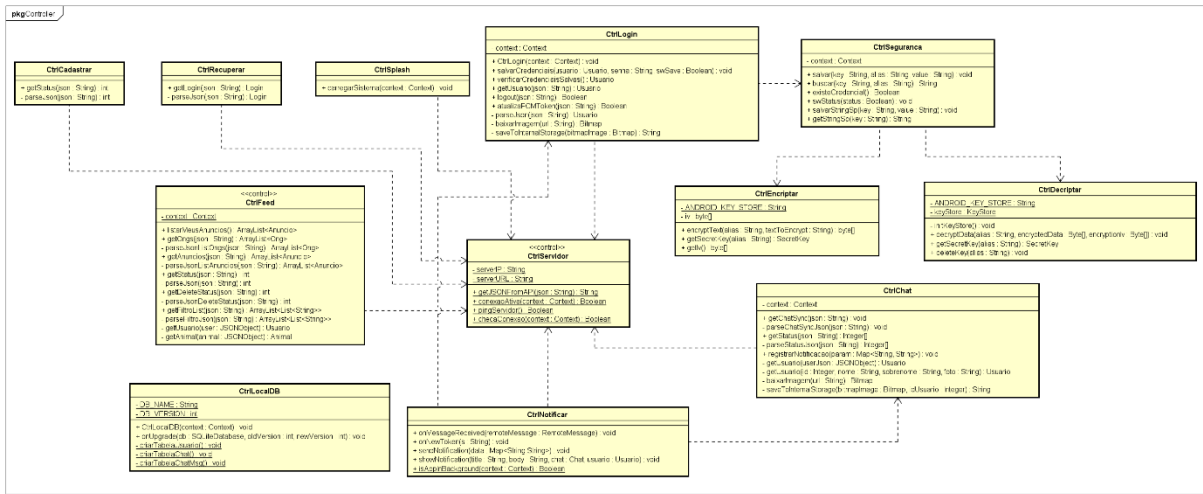 pkg Controller
CtrlCadastrar
+ getStatus(json : String) : int
- parseJson(json : String) : int
CtrlRecuperar
+ getLogin(json : String) : Login
- parseJson(json : String) : Login
CtrlSplash
+ carregarSistema(context : Context) : void
CtrlLogin
- context : Context
+ CtrlLogin(context : Context) : void
+ salvarCredenciais(usuario : Usuario, senha : String, swSave : Boolean) : void
+ verificarCredenciaisSalvas() : Usuario
+ getUsuario(json : String) : Usuario
+ logout(json : String) : Boolean
+ atualizaFCMToken(json : String) : Boolean
- parseJson(json : String) : Usuario
- baixarImagem(url : String) : Bitmap
- saveToInternalStorage(bitmapImage : Bitmap) : String
CtrlSeguranca
- context : Context
+ salvar(key : String, alias : String, value : String) : void
+ buscar(key : String, alias : String) : String
+ existeCredencial() : Boolean
+ swStatus(status : Boolean) : void
+ salvarStringSp(key : String, value : String) : void
+ getStringSp(key : String) : String
CtrlEncriptar
- ANDROID_KEY_STORE : String
- iv : byte[]
+ encryptText(alias : String, textToEncrypt : String) : byte[]
+ getSecretKey(alias : String) : SecretKey
+ getIv() : byte[]
CtrlDecriptar
- ANDROID_KEY_STORE : String
- keyStore : KeyStore
- initKeyStore() : void
+ decryptData(alias : String, encryptedData : Byte[], encryptionIv : Byte[]) : void
+ getSecretKey(alias : String) : SecretKey
+ deleteKey(alias : String) : void
<<control>>
CtrlFeed
- context : Context
+ listarMeusAnuncios() : ArrayList<Anuncio>
+ getOngs(json : String) : ArrayList<Ong>
- parseJsonListOngs(json : String) : ArrayList<Ong>
+ getAnuncios(json : String) : ArrayList<Anuncio>
- parseJsonListAnuncios(json : String) : ArrayList<Anuncio>
+ getStatus(json : String) : int
- parseJson(json : String) : int
+ getDeleteStatus(json : String) : int
- parseJsonDeleteStatus(json : String) : int
+ getFiltroList(json : String) : ArrayList<List<String>>
- parseFiltroJson(json : String) : ArrayList<List<String>>
- getUsuario(user : JSONObject) : Usuario
- getAnimal(animal : JSONObject) : Animal
<<control>>
CtrlServidor
- serverIP : String
- serverURL : String
+ getJSONFromAPI(json : String) : String
+ conexaoAtiva(context : Context) : Boolean
+ pingServidor() : Boolean
+ checaConexao(context : Context) : Boolean
CtrlChat
- context : Context
+ getChatSync(json : String) : void
- parseChatSyncJson(json : String) : void
+ getStatus(json : String) : Integer[]
- parseStatusJson(json : String) : Integer[]
+ registrarNotificacao(param : Map<String, String>) : void
- getUsuario(userJson : JSONObject) : Usuario
- getUsuario(id : Integer, nome : String, sobrenome : String, foto : String) : Usuario
- baixarImagem(url : String) : Bitmap
- saveToInternalStorage(bitmapImage : Bitmap, idUsuario : Integer) : String
CtrlLocalDB
- DB_NAME : String
- DB_VERSION : int
+ CtrlLocalDB(context : Context) : void
+ onUpgrade(db : SQLiteDatabase, oldVersion : int, newVersion : int) : void
- criarTabelaUsuario() : void
- criarTabelaChat() : void
- criarTabelaChatMsg() : void
CtrlNotificar
+ onMessageReceived(remoteMessage : RemoteMessage) : void
+ onNewToken(s : String) : void
+ sendNotification(data : Map<String,String>) : void
+ showNotification(title : String, body : String, chat : Chat, usuario : Usuario) : void
+ isAppInBackground(context : Context) : Boolean